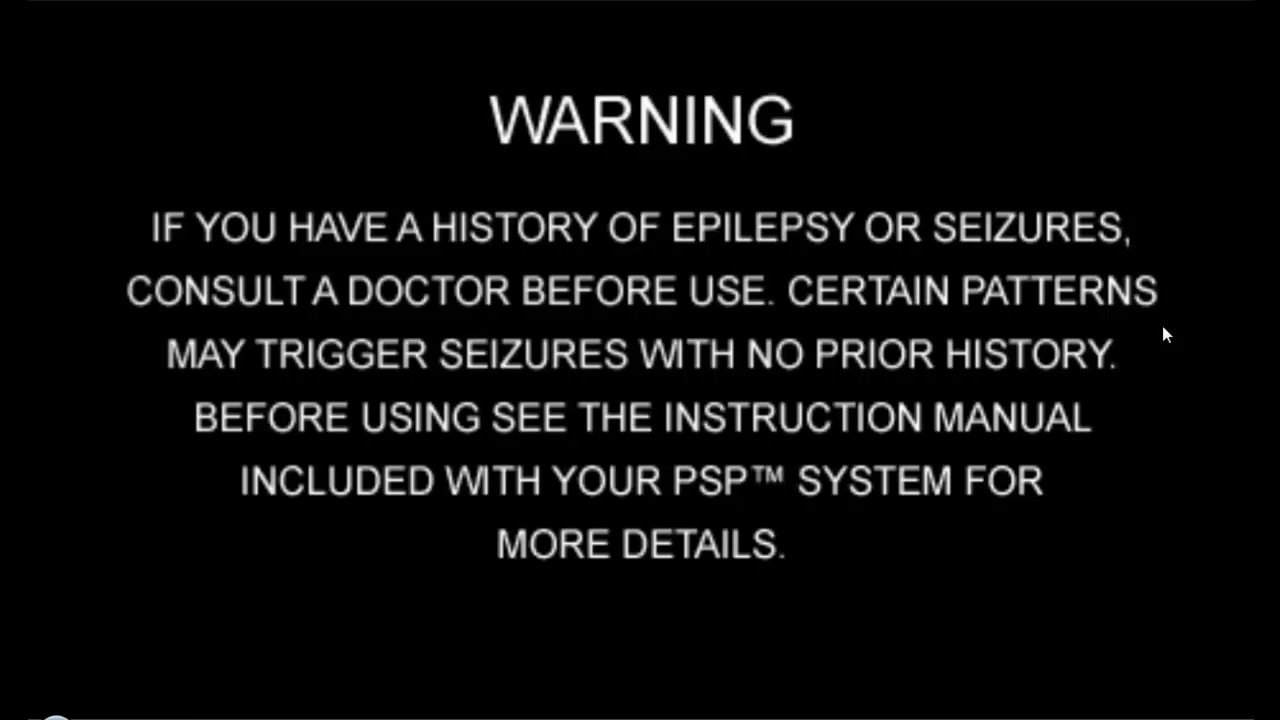 WARNING
IF YOU HAVE A HISTORY OF EPILEPSY OR SEIZURES,
CONSULT A DOCTOR BEFORE USE. CERTAIN PATTERNS
MAY TRIGGER SEIZURES WITH NO PRIOR HISTORY.
BEFORE USING SEE THE INSTRUCTION MANUAL
INCLUDED WITH YOUR PSP™ SYSTEM FOR
MORE DETAILS.